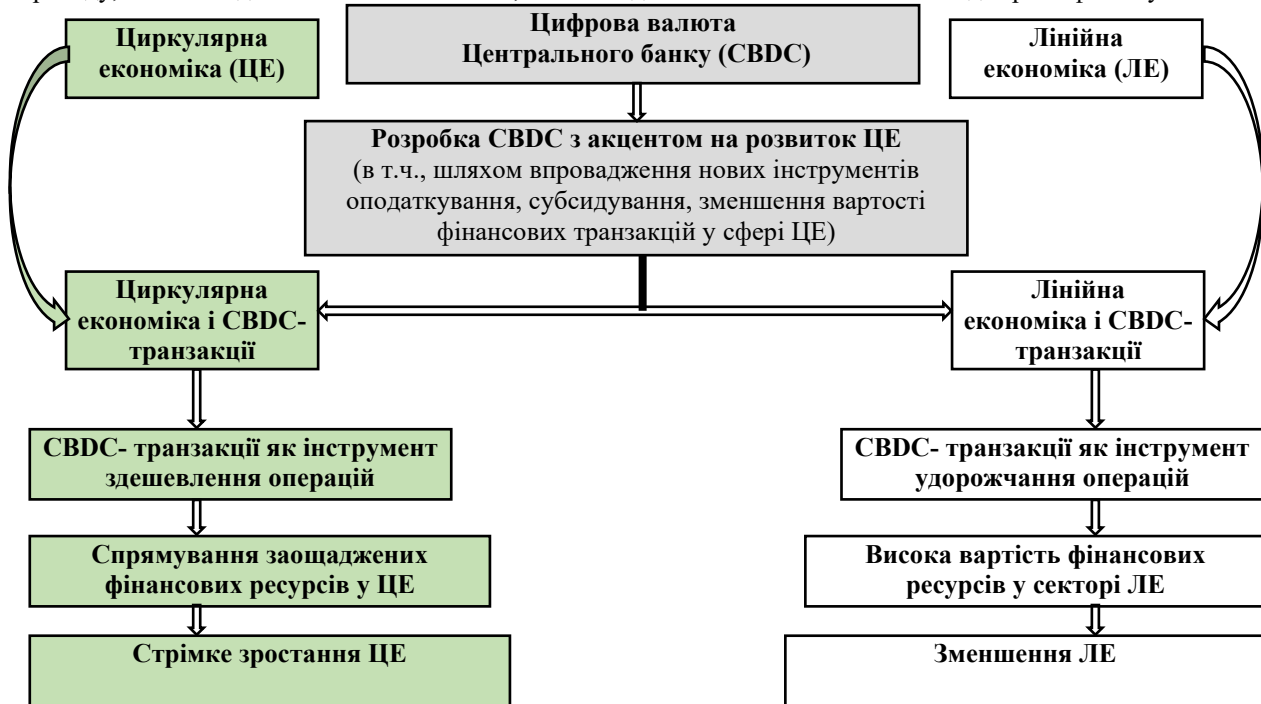 Циркулярна
економіка (ЦЕ)
Цифрова валюта
Центрального банку (CBDC)
Лінійна
економіка (ЛЕ)
Розробка CBDC з акцентом на розвиток ЦЕ
(в т.ч., шляхом впровадження нових інструментів
оподаткування, субсидування, зменшення вартості
фінансових транзакцій у сфері ЦЕ)
Циркулярна
економіка і CBDC-
транзакції
Лінійна
економіка і CBDC-
транзакції
CBDC- транзакції як інструмент
здешевлення операцій
CBDC- транзакції як інструмент
удорожчання операцій
Спрямування заощаджених
фінансових ресурсів у ЦЕ
Висока вартість фінансових
ресурсів у секторі ЛЕ
Стрімке зростання ЦЕ
Зменшення ЛЕ